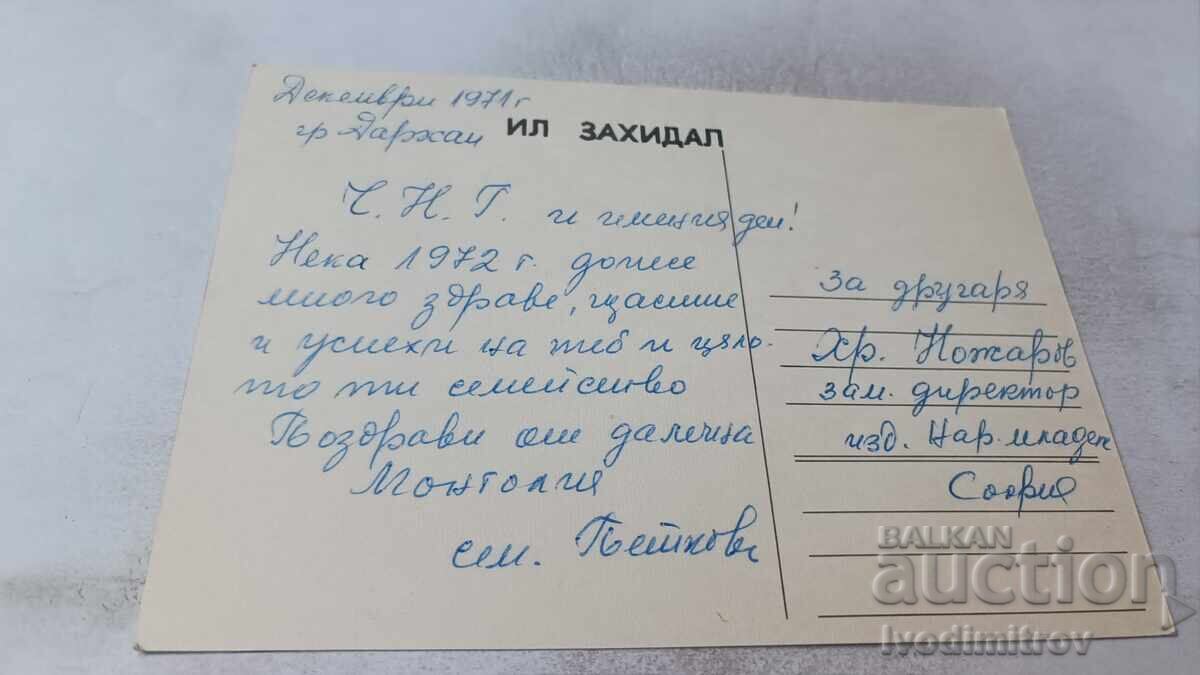 Декември 1971 г
гр Дархан
ИЛ ЗАХИДАЛ
Ч. Н. Г. и имения ден!
Нека 1972 г. донесе
много здраве, щастие
и успехи на теб и цяло-
то ти семейство
Поздрави от далечна
Монголия
сем. Петкови
За другаря
Хр. Ножаров
зам. директор
изд. Нар. младеж
София
BALKAN
auction
Ivodimitrov